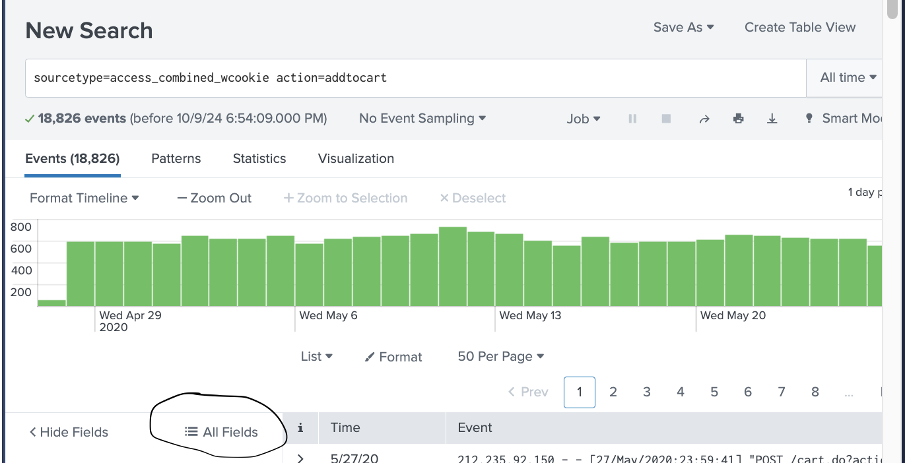 New Search
Save As
Create Table View
sourcetype=access_combined_wcookie action=addtocart
All time
18,826 events (before 10/9/24 6:54:09.000 PM)
No Event Sampling
Job
Smart Mo
Events (18,826)
Patterns
Statistics
Visualization
Format Timeline
— Zoom Out
+ Zoom to Selection
× Deselect
1 day p
800
600
400
200
Wed Apr 29
2020
Wed May 6
Wed May 13
Wed May 20
List
Format
50 Per Page
< Prev
1
2
3
4
5
6
7
8
...
< Hide Fields
All Fields
i
Time
Event
>
5/27/20
212.235.92.150 - - [27/May/2020:23:59:41] "POST /cart.do?actio